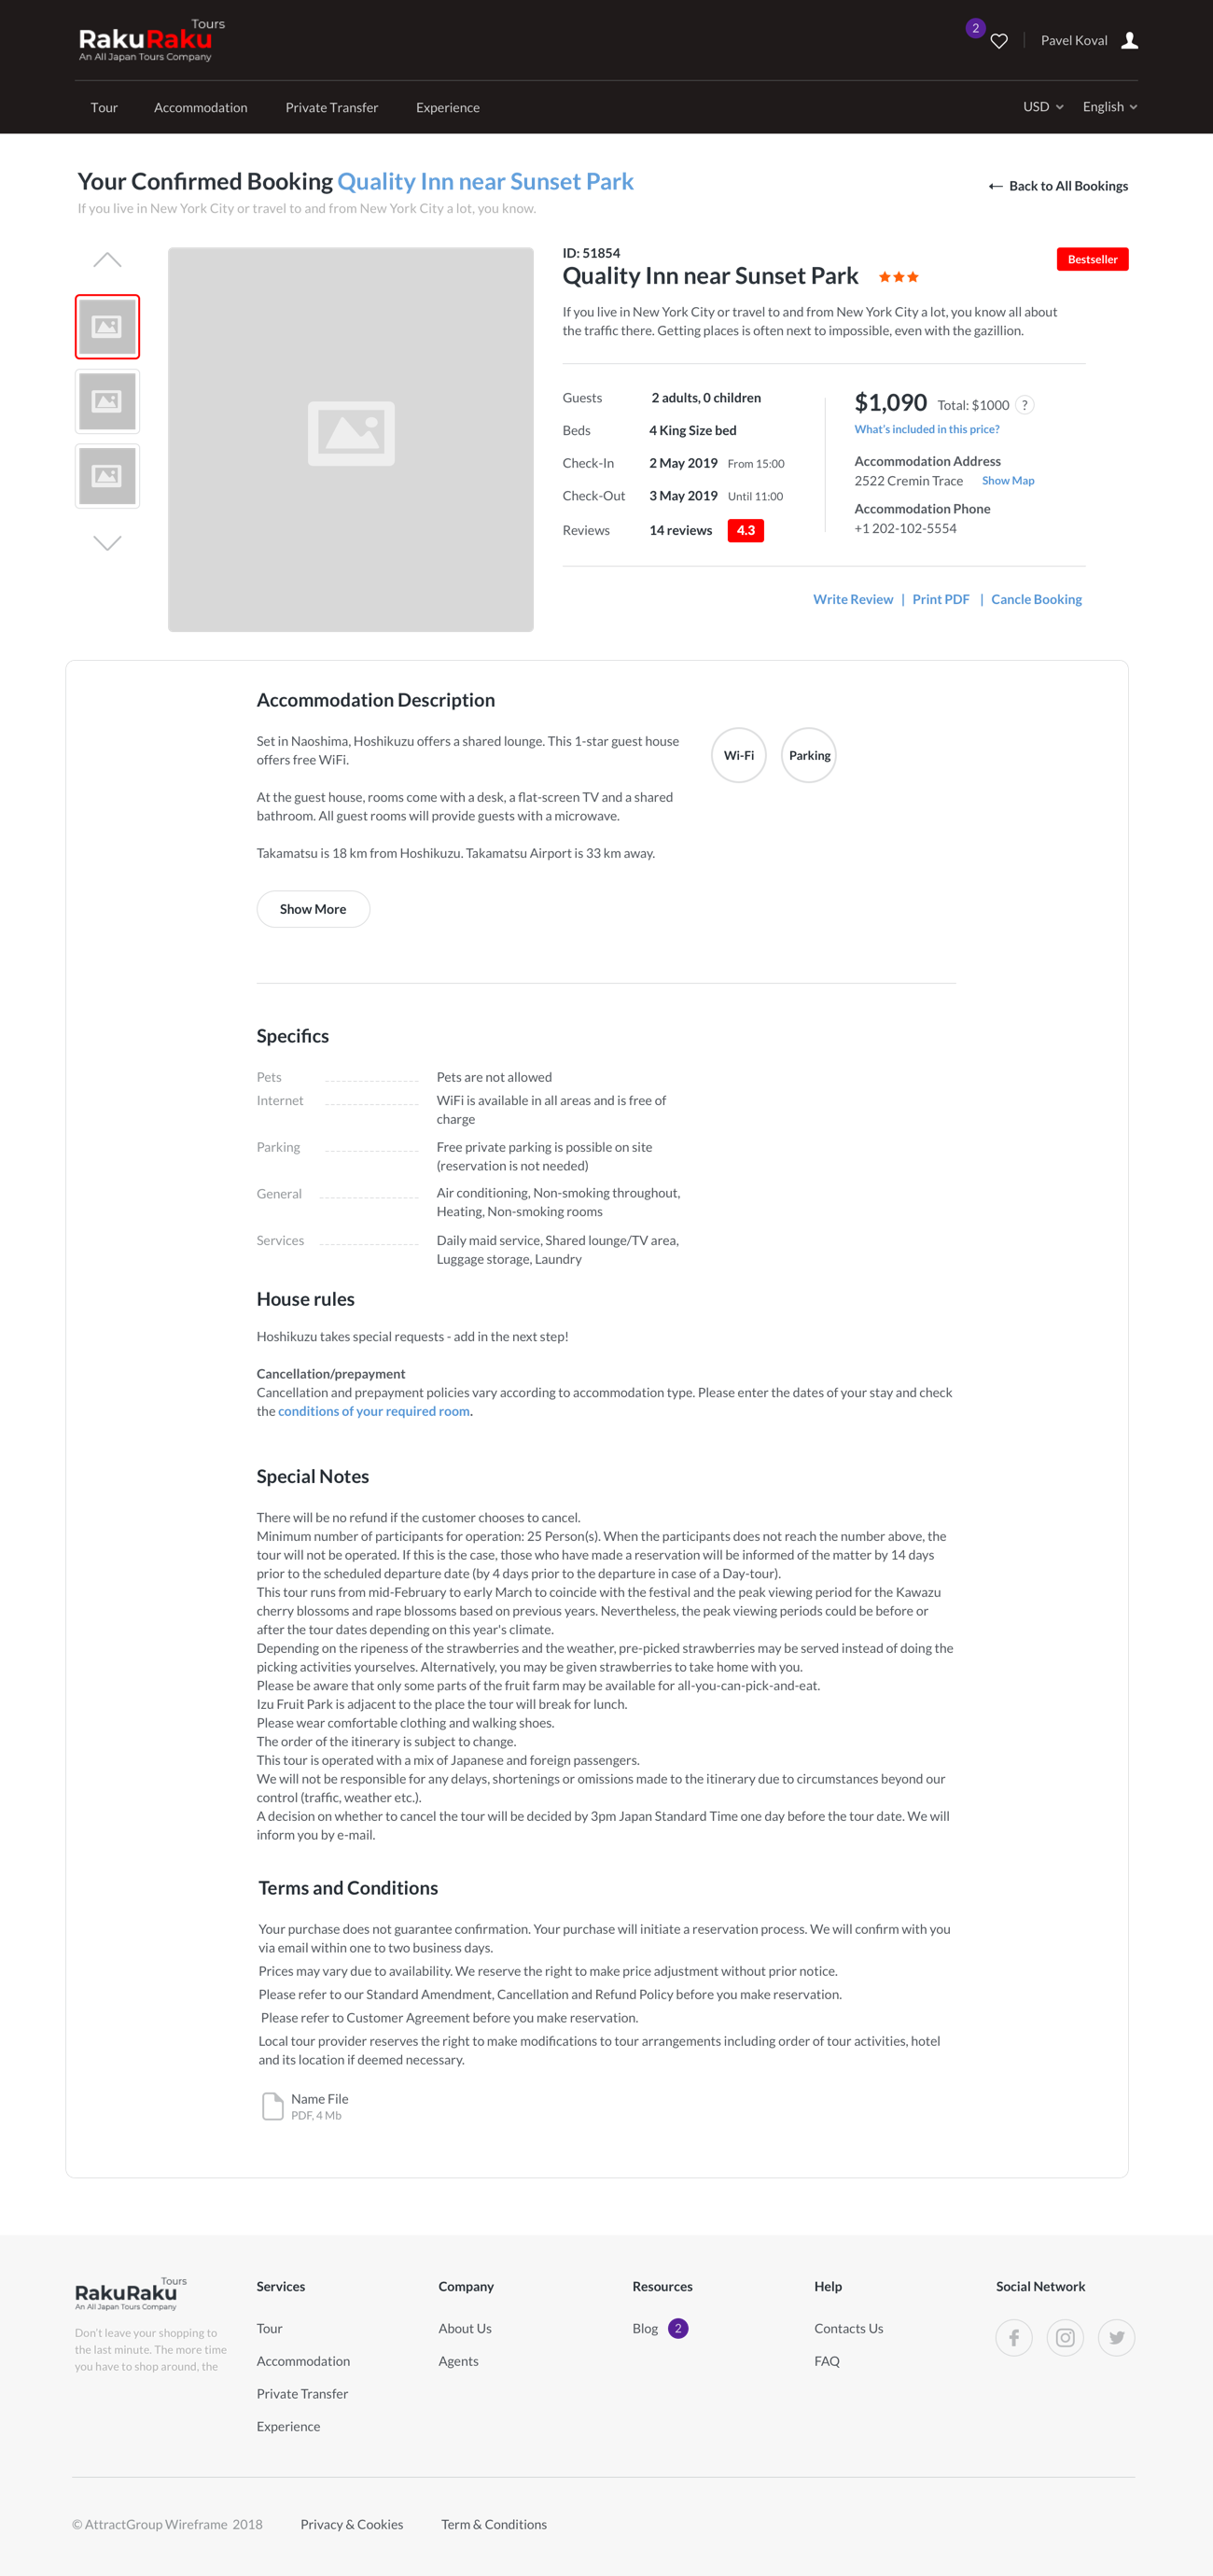 Tours
RakuRaku
An All Japan Tours Company
2
Pavel Koval
Tour Accommodation Private Transfer Experience
USD English
Your Confirmed Booking Quality Inn near Sunset Park
If you live in New York City or travel to and from New York City a lot, you know.
Back to All Bookings
ID: 51854
Quality Inn near Sunset Park
Bestseller
If you live in New York City or travel to and from New York City a lot, you know all about
the traffic there. Getting places is often next to impossible, even with the gazillion.
Guests 2 adults, 0 children
Beds 4 King Size bed
Check-In 2 May 2019 From 15:00
Check-Out 3 May 2019 Until 11:00
Reviews 14 reviews 4.3
$1,090 Total: $1000 ?
What's included in this price?
Accommodation Address
2522 Cremin Trace Show Map
Accommodation Phone
+1 202-102-5554
Write Review | Print PDF | Cancle Booking
Accommodation Description
Set in Naoshima, Hoshikuzu offers a shared lounge. This 1-star guest house
offers free WiFi.
At the guest house, rooms come with a desk, a flat-screen TV and a shared
bathroom. All guest rooms will provide guests with a microwave.
Takamatsu is 18 km from Hoshikuzu. Takamatsu Airport is 33 km away.
Wi-Fi
Parking
Show More
Specifics
Pets Pets are not allowed
Internet WiFi is available in all areas and is free of
charge
Parking Free private parking is possible on site
(reservation is not needed)
General Air conditioning, Non-smoking throughout,
Heating, Non-smoking rooms
Services Daily maid service, Shared lounge/TV area,
Luggage storage, Laundry
House rules
Hoshikuzu takes special requests - add in the next step!
Cancellation/prepayment
Cancellation and prepayment policies vary according to accommodation type. Please enter the dates of your stay and check
the conditions of your required room.
Special Notes
There will be no refund if the customer chooses to cancel.
Minimum number of participants for operation: 25 Person(s). When the participants does not reach the number above, the
tour will not be operated. If this is the case, those who have made a reservation will be informed of the matter by 14 days
prior to the scheduled departure date (by 4 days prior to the departure in case of a Day-tour).
This tour runs from mid-February to early March to coincide with the festival and the peak viewing period for the Kawazu
cherry blossoms and rape blossoms based on previous years. Nevertheless, the peak viewing periods could be before or
after the tour dates depending on this year's climate.
Depending on the ripeness of the strawberries and the weather, pre-picked strawberries may be served instead of doing the
picking activities yourselves. Alternatively, you may be given strawberries to take home with you.
Please be aware that only some parts of the fruit farm may be available for all-you-can-pick-and-eat.
Izu Fruit Park is adjacent to the place the tour will break for lunch.
Please wear comfortable clothing and walking shoes.
The order of the itinerary is subject to change.
This tour is operated with a mix of Japanese and foreign passengers.
We will not be responsible for any delays, shortenings or omissions made to the itinerary due to circumstances beyond our
control (traffic, weather etc.).
A decision on whether to cancel the tour will be decided by 3pm Japan Standard Time one day before the tour date. We will
inform you by e-mail.
Terms and Conditions
Your purchase does not guarantee confirmation. Your purchase will initiate a reservation process. We will confirm with you
via email within one to two business days.
Prices may vary due to availability. We reserve the right to make price adjustment without prior notice.
Please refer to our Standard Amendment, Cancellation and Refund Policy before you make reservation.
Please refer to Customer Agreement before you make reservation.
Local tour provider reserves the right to make modifications to tour arrangements including order of tour activities, hotel
and its location if deemed necessary.
Name File
PDF, 4 Mb
Tours
RakuRaku
An All Japan Tours Company
Don't leave your shopping to
the last minute. The more time
you have to shop around, the
Services
Tour
Accommodation
Private Transfer
Experience
Company
About Us
Agents
Resources
Blog 2
Help
Contacts Us
FAQ
Social Network
© AttractGroup Wireframe 2018 Privacy & Cookies Term & Conditions